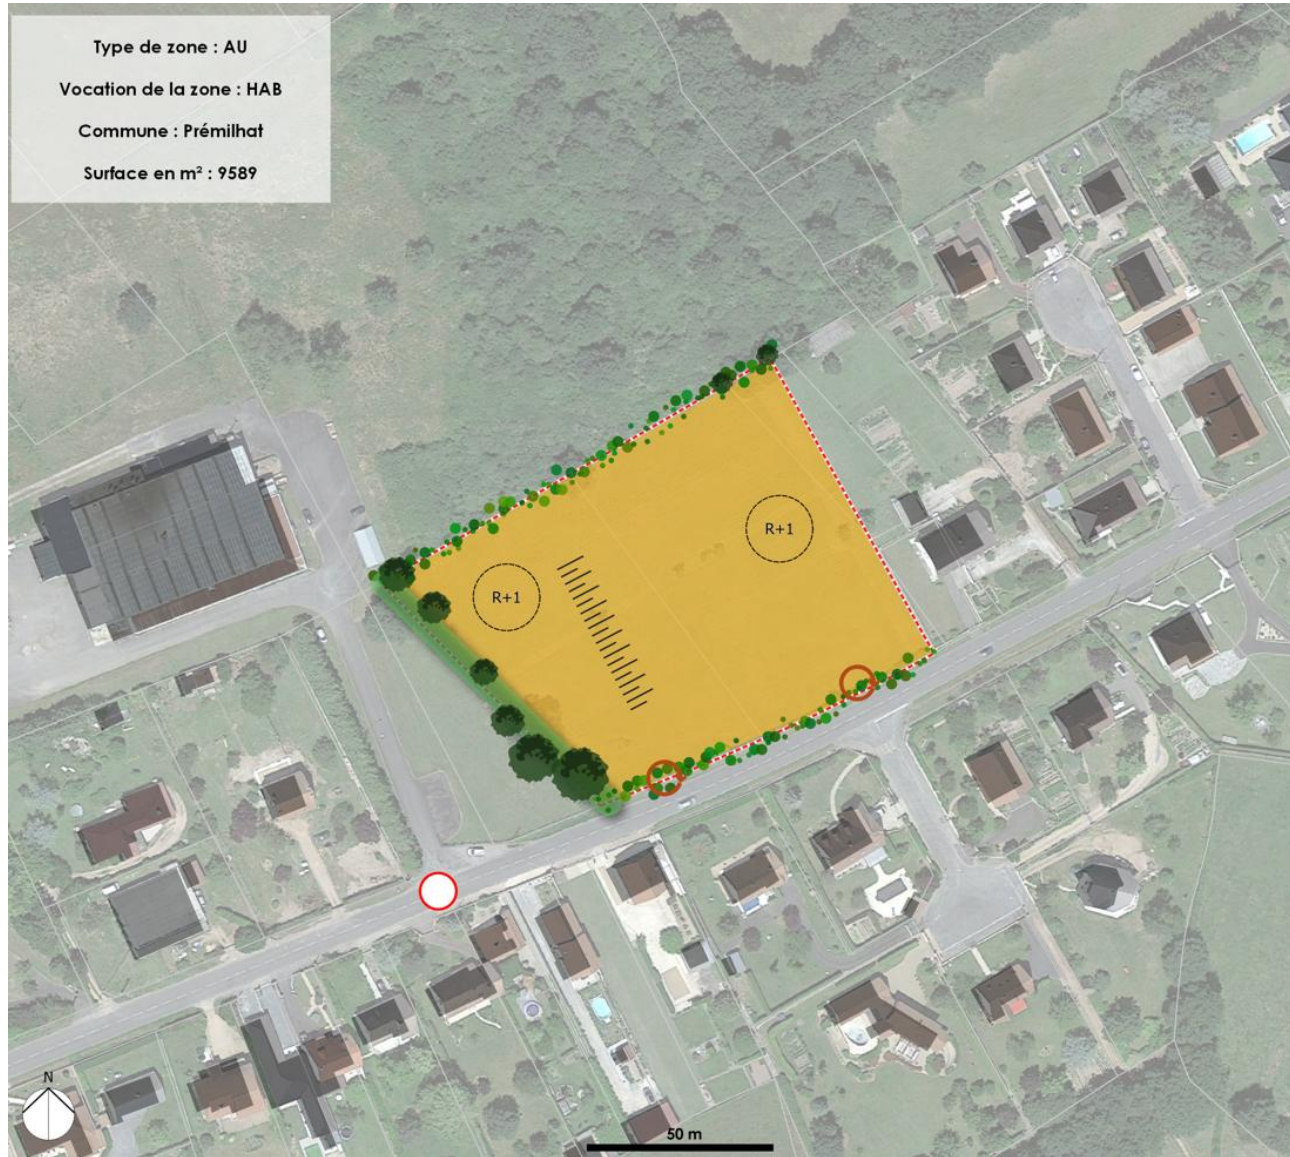 Type de zone : AU
Vocation de la zone : HAB
Commune : Prémilhat
Surface en m² : 9589
R+1
R+1
N
50 m